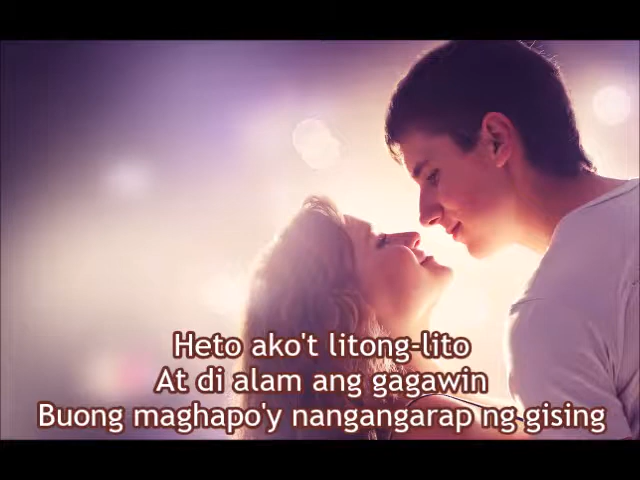 Heto ako't litong-lito
At di alam ang gagawin
Buong maghapo'y nangangarap ng gising